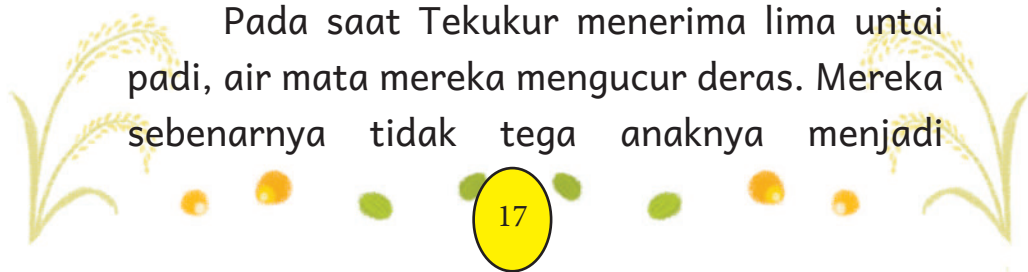 Pada saat Tekukur menerima lima untai
padi, air mata mereka mengucur deras. Mereka
sebenarnya tidak tega anaknya menjadi
17